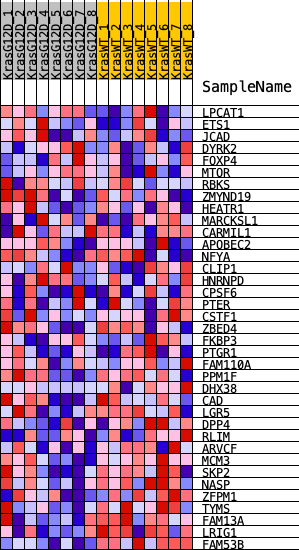 KrasG12D_1
KrasG12D_2
KrasG12D_3
KrasG12D_4
KrasG12D_5
KrasG12D_6
KrasG12D_7
KrasG12D_8
KrasWT_1
KrasWT_2
KrasWT_3
KrasWT_4
KrasWT_5
KrasWT_6
KrasWT_7
KrasWT_8
SampleName
LPCAT1
ETS1
JCAD
DYRK2
FOXP4
MTOR
RBKS
ZMYND19
HEATR1
MARCKSL1
CARMIL1
APOBEC2
NFYA
CLIP1
HNRNPD
CPSF6
PTER
CSTF1
ZBED4
FKBP3
PTGR1
FAM110A
PPM1F
DHX38
CAD
LGR5
DPP4
RLIM
ARVCF
MCM3
SKP2
NASP
ZFPM1
TYMS
FAM13A
LRIG1
FAM53B